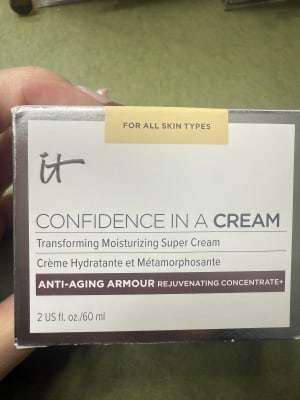 FOR ALL SKIN TYPES
it
CONFIDENCE IN A CREAM
Transforming Moisturizing Super Cream
Crème Hydratante et Métamorphosante
ANTI-AGING ARMOUR REJUVENATING CONCENTRATE+
2 US fl. oz./60 ml